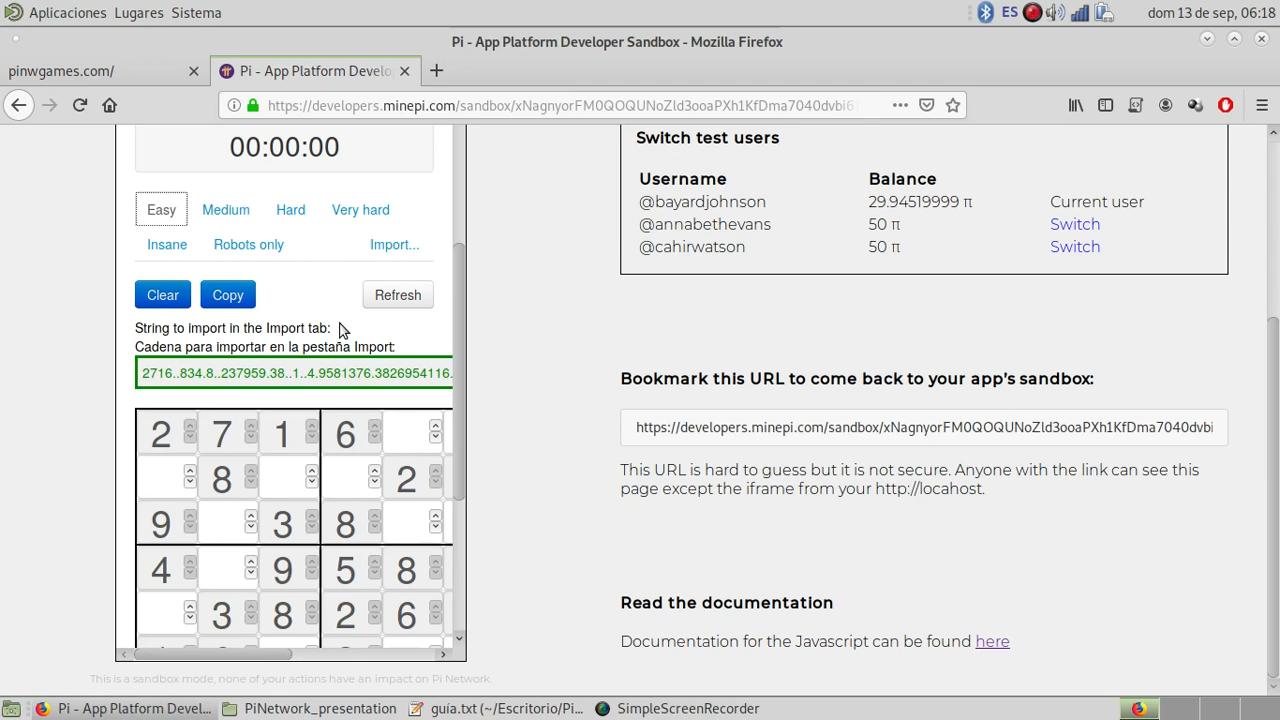 Aplicaciones Lugares Sistema
ES
dom 13 de sep, 06:18
Pi - App Platform Developer Sandbox - Mozilla Firefox
pinwgames.com/
Pi - App Platform Develo
https://developers.minepi.com/sandbox/xNagnyorFM0QOQUNoZld3ooaPXh1KfDma7040dvbi6
00:00:00
Easy Medium Hard Very hard
Insane Robots only Import...
Clear Copy Refresh
String to import in the Import tab:
Cadena para importar en la pestaña Import:
2716..834.8..237959.38..1..4.9581376.3826954116.
2 7 1 6
8 2
9 3 8
4 9 5 8
3 8 2 6
Switch test users
Username Balance
@bayardjohnson 29.94519999 π Current user
@annabethevans 50 π Switch
@cahirwatson 50 π Switch
Bookmark this URL to come back to your app's sandbox:
https://developers.minepi.com/sandbox/xNagnyorFM0QOQUNoZld3ooaPXh1KfDma7040dvbi
This URL is hard to guess but it is not secure. Anyone with the link can see this
page except the iframe from your http://locahost.
Read the documentation
Documentation for the Javascript can be found here
This is a sandbox mode, none of your actions have an impact on Pi Network.
Pi - App Platform Devel...
PiNetwork_presentation
guía.txt (~/Escritorio/Pi...
SimpleScreenRecorder